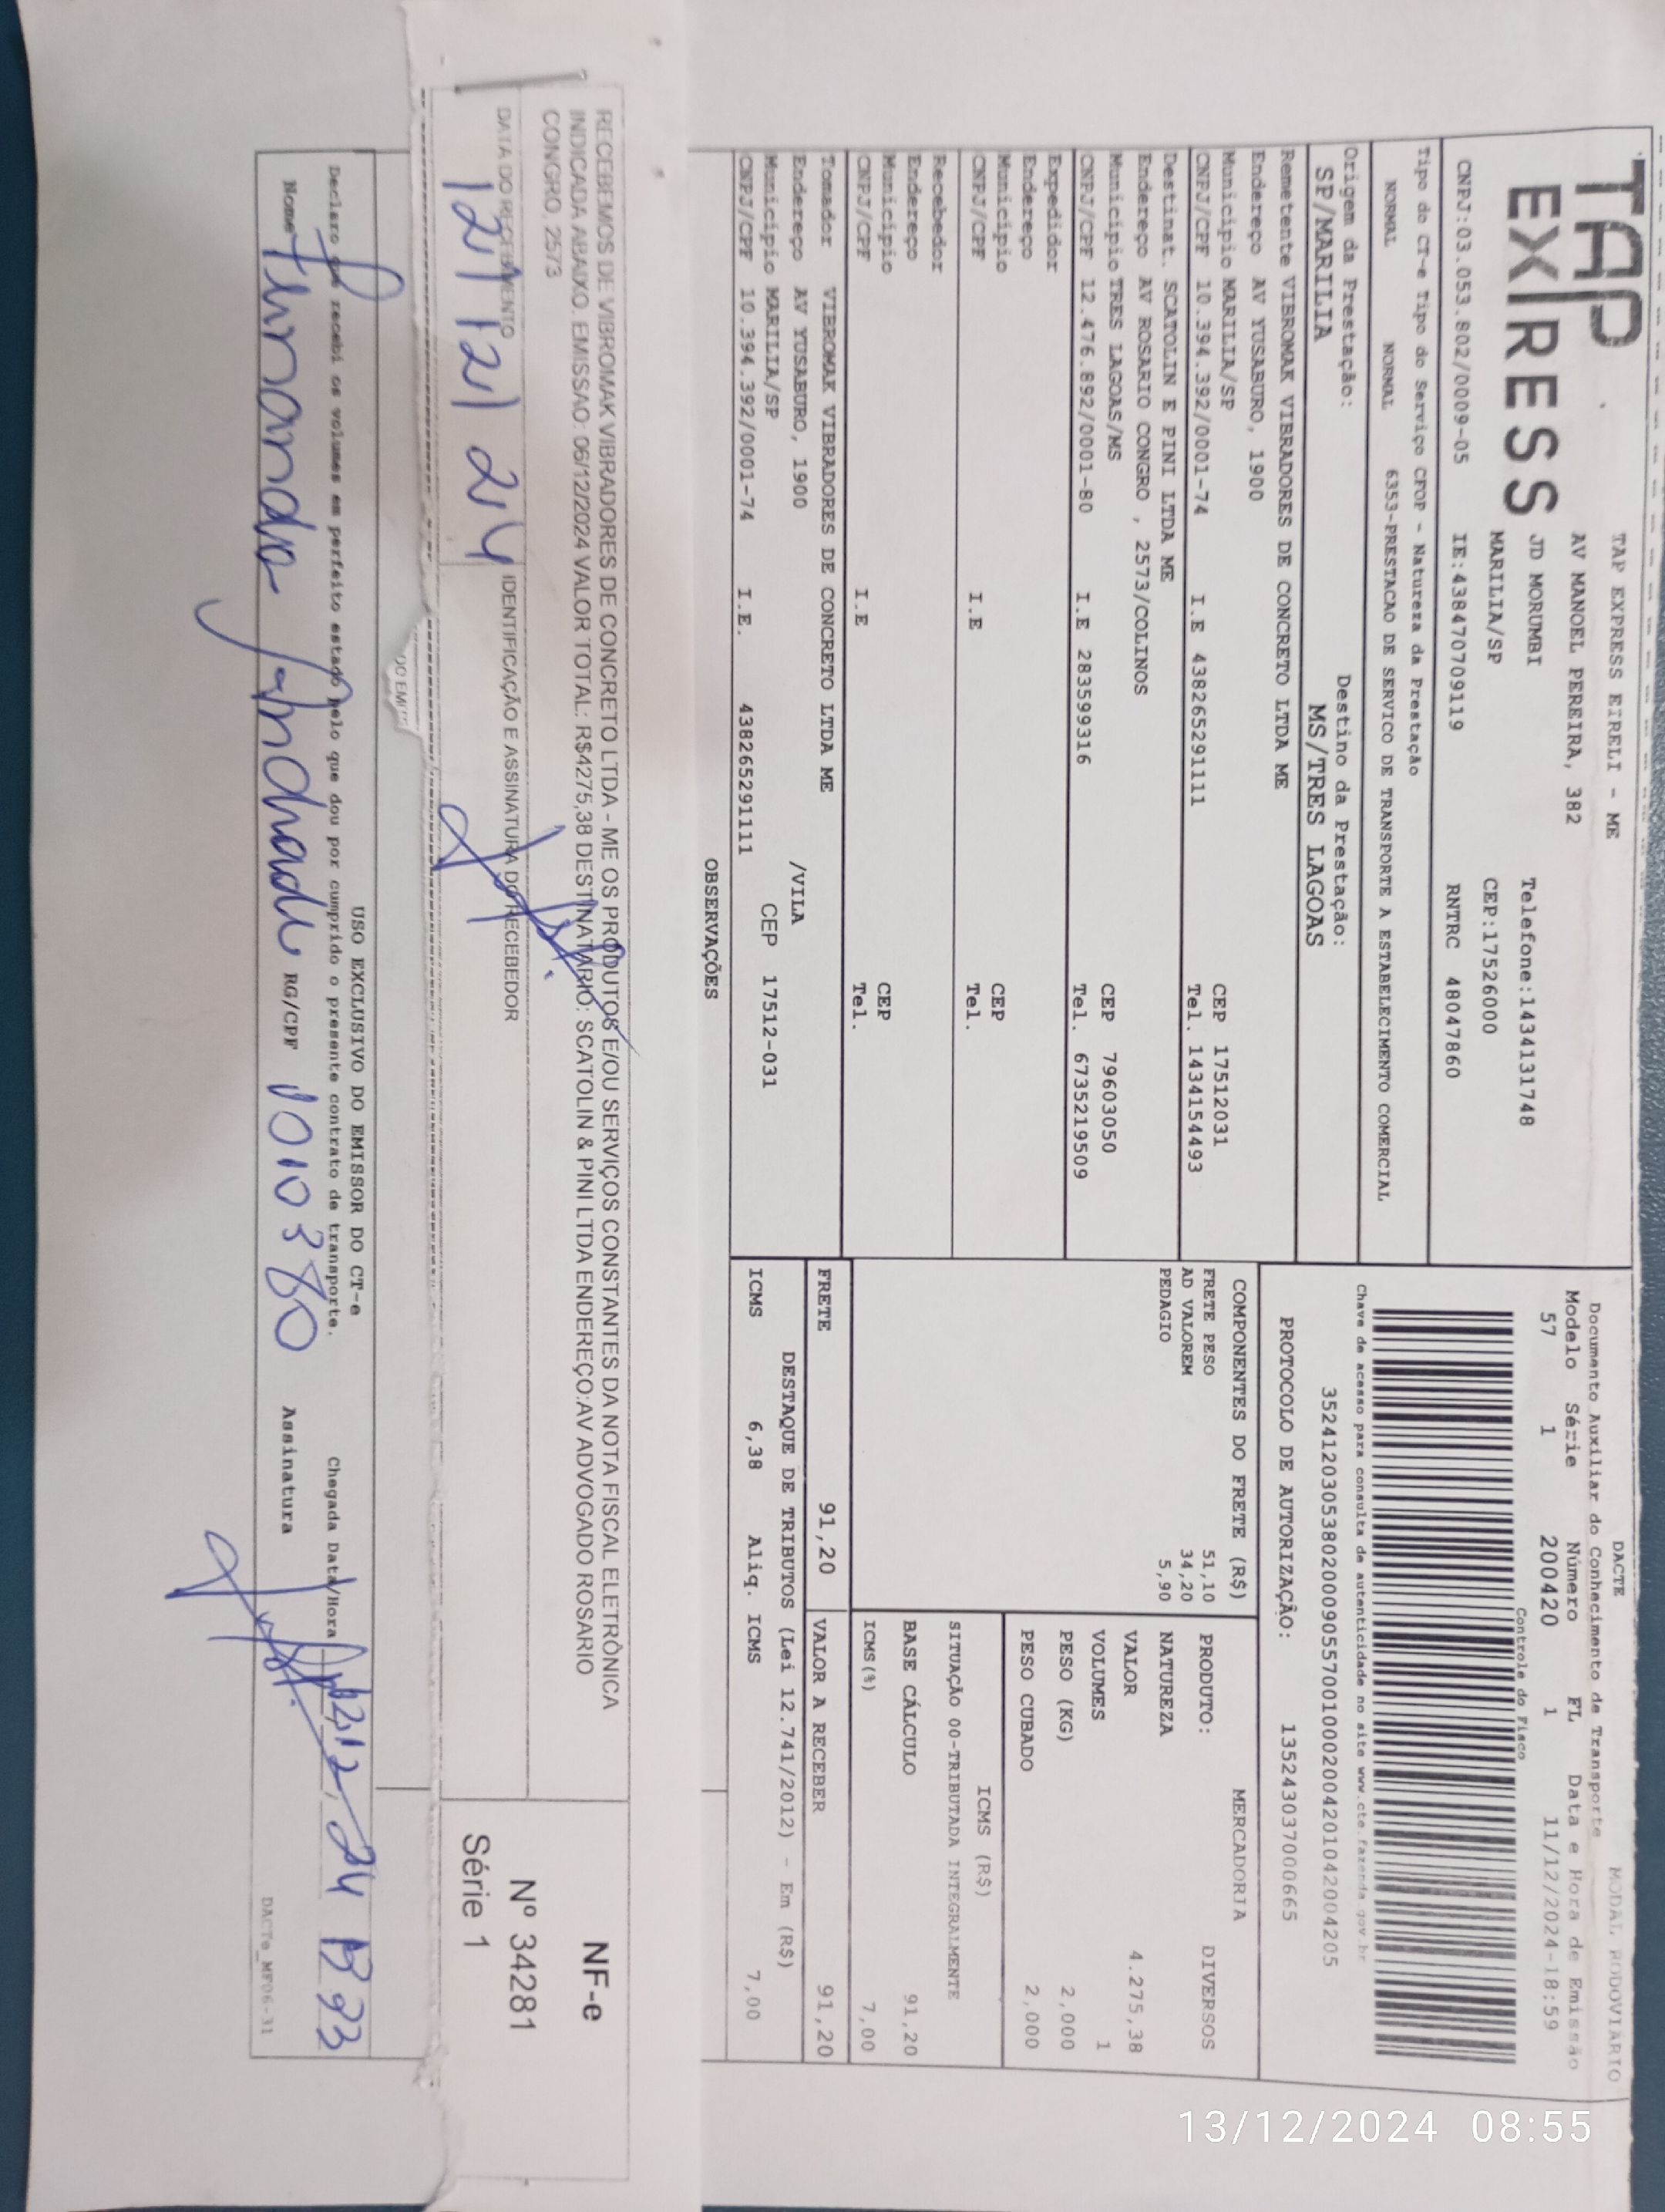 TAP
EXPRESS
TAP EXPRESS EIRELI - ME
AV MANOEL PEREIRA, 382
JD MORUMBI Telefone:1434131748
MARILIA/SP CEP:17526000
CNPJ:03.053.802/0009-05 IE:438470709119 RNTRC 48047860
Tipo do CT-e Tipo do Serviço CFOP - Natureza da Prestação
NORMAL NORMAL 6353-PRESTACAO DE SERVICO DE TRANSPORTE A ESTABELECIMENTO COMERCIAL
Origem da Prestação: Destino da Prestação:
SP/MARILIA MS/TRES LAGOAS
DACTE MODAL RODOVIARIO
Documento Auxiliar do Conhecimento de Transporte
Modelo Série Número FL Data e Hora de Emissão
57 1 200420 1 11/12/2024-18:59
Controle do Fisco
Chave de acesso para consulta de autenticidade no site www.cte.fazenda.gov.br
35241203053802000905570010002004201042004205
PROTOCOLO DE AUTORIZAÇÃO: 135243037000665
Remetente VIBROMAK VIBRADORES DE CONCRETO LTDA ME
Endereço AV YUSABURO, 1900
Municipio MARILIA/SP CEP 17512031
CNPJ/CPF 10.394.392/0001-74 I.E 438265291111 Tel. 1434154493
Destinat. SCATOLIN E PINI LTDA ME
Endereço AV ROSARIO CONGRO , 2573/COLINOS
Municipio TRES LAGOAS/MS CEP 79603050
CNPJ/CPF 12.476.892/0001-80 I.E 283599316 Tel. 6735219509
Expedidor
Endereço
Municipio CEP
CNPJ/CPF I.E Tel.
Recebedor
Endereço
Municipio CEP
CNPJ/CPF I.E Tel.
Tomador VIBROMAK VIBRADORES DE CONCRETO LTDA ME
Endereço AV YUSABURO, 1900 /VILA
Municipio MARILIA/SP CEP 17512-031
CNPJ/CPF 10.394.392/0001-74 I.E. 438265291111
COMPONENTES DO FRETE (R$)
FRETE PESO 51,10
AD VALOREM 34,20
PEDAGIO 5,90
MERCADORIA
PRODUTO: DIVERSOS
NATUREZA
VALOR 4.275,38
VOLUMES 1
PESO (KG) 2,000
PESO CUBADO 2,000
ICMS (R$)
SITUAÇÃO 00-TRIBUTADA INTEGRALMENTE
BASE CÁLCULO 91,20
ICMS(%) 7,00
FRETE 91,20 VALOR A RECEBER 91,20
DESTAQUE DE TRIBUTOS (Lei 12.741/2012) - Em (R$)
ICMS 6,38 Aliq. ICMS 7,00
OBSERVAÇÕES
RECEBEMOS DE VIBROMAK VIBRADORES DE CONCRETO LTDA - ME OS PRODUTOS E/OU SERVIÇOS CONSTANTES DA NOTA FISCAL ELETRÔNICA
INDICADA ABAIXO. EMISSAO: 06/12/2024 VALOR TOTAL: R$4275,38 DESTINATARIO: SCATOLIN & PINI LTDA ENDEREÇO:AV ADVOGADO ROSARIO
CONGRO, 2573
DATA DO RECEBIMENTO IDENTIFICAÇÃO E ASSINATURA DO RECEBEDOR
12/12/24
NF-e
Nº 34281
Série 1
DO EMIT
USO EXCLUSIVO DO EMISSOR DO CT-e
Declaro que recebi os volumes em perfeito estado pelo que dou por cumprido o presente contrato de transporte. Chegada Data/Hora 12/12/24
Nome Fernando Andrade RG/CPF 1010380 Assinatura
DACTe_MF06-31
13/12/2024 08:55